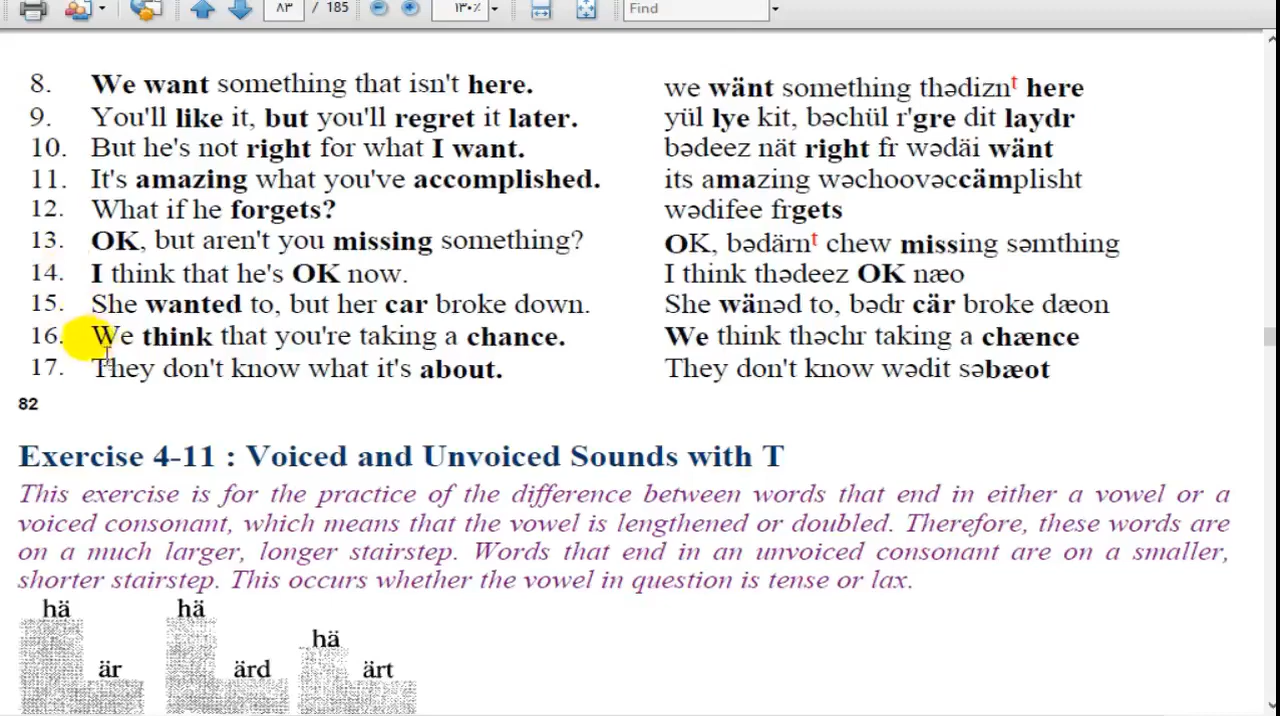 ۸۳ / 185 ۱۳۰٪ Find
8. We want something that isn't here. we wänt something thədiznᵗ here
9. You'll like it, but you'll regret it later. yül lye kit, bəchül r'gre dit laydr
10. But he's not right for what I want. bədeez nät right fr wədäi wänt
11. It's amazing what you've accomplished. its amazing wəchoovəccämplisht
12. What if he forgets? wədifee frgets
13. OK, but aren't you missing something? OK, bədärnᵗ chew missing səmthing
14. I think that he's OK now. I think thədeez OK næo
15. She wanted to, but her car broke down. She wänəd to, bədr cär broke dæon
16. We think that you're taking a chance. We think thəchr taking a chænce
17. They don't know what it's about. They don't know wədit səbæot
82
Exercise 4-11 : Voiced and Unvoiced Sounds with T
This exercise is for the practice of the difference between words that end in either a vowel or a
voiced consonant, which means that the vowel is lengthened or doubled. Therefore, these words are
on a much larger, longer stairstep. Words that end in an unvoiced consonant are on a smaller,
shorter stairstep. This occurs whether the vowel in question is tense or lax.
hä hä
hä
är ärd ärt